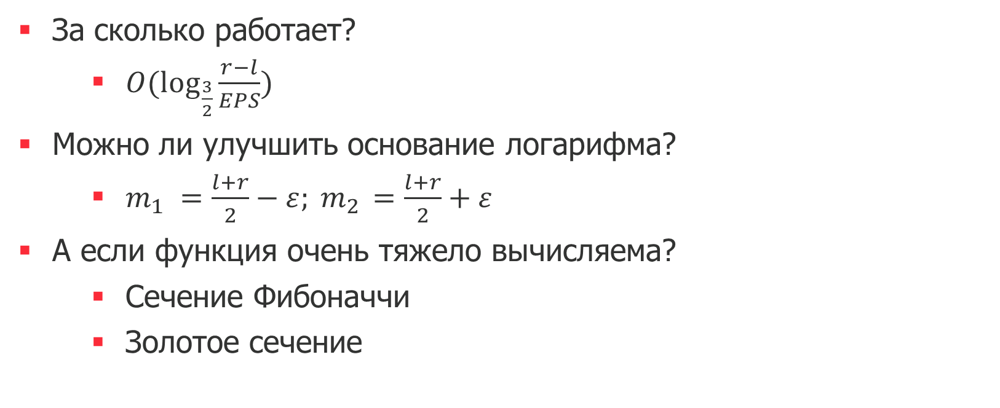 ▪ За сколько работает?
▪ $O(\log_{\frac{3}{2}} \frac{r-l}{EPS})$
▪ Можно ли улучшить основание логарифма?
▪ $m_1 = \frac{l+r}{2} - \varepsilon; \; m_2 = \frac{l+r}{2} + \varepsilon$
▪ А если функция очень тяжело вычисляема?
▪ Сечение Фибоначчи
▪ Золотое сечение